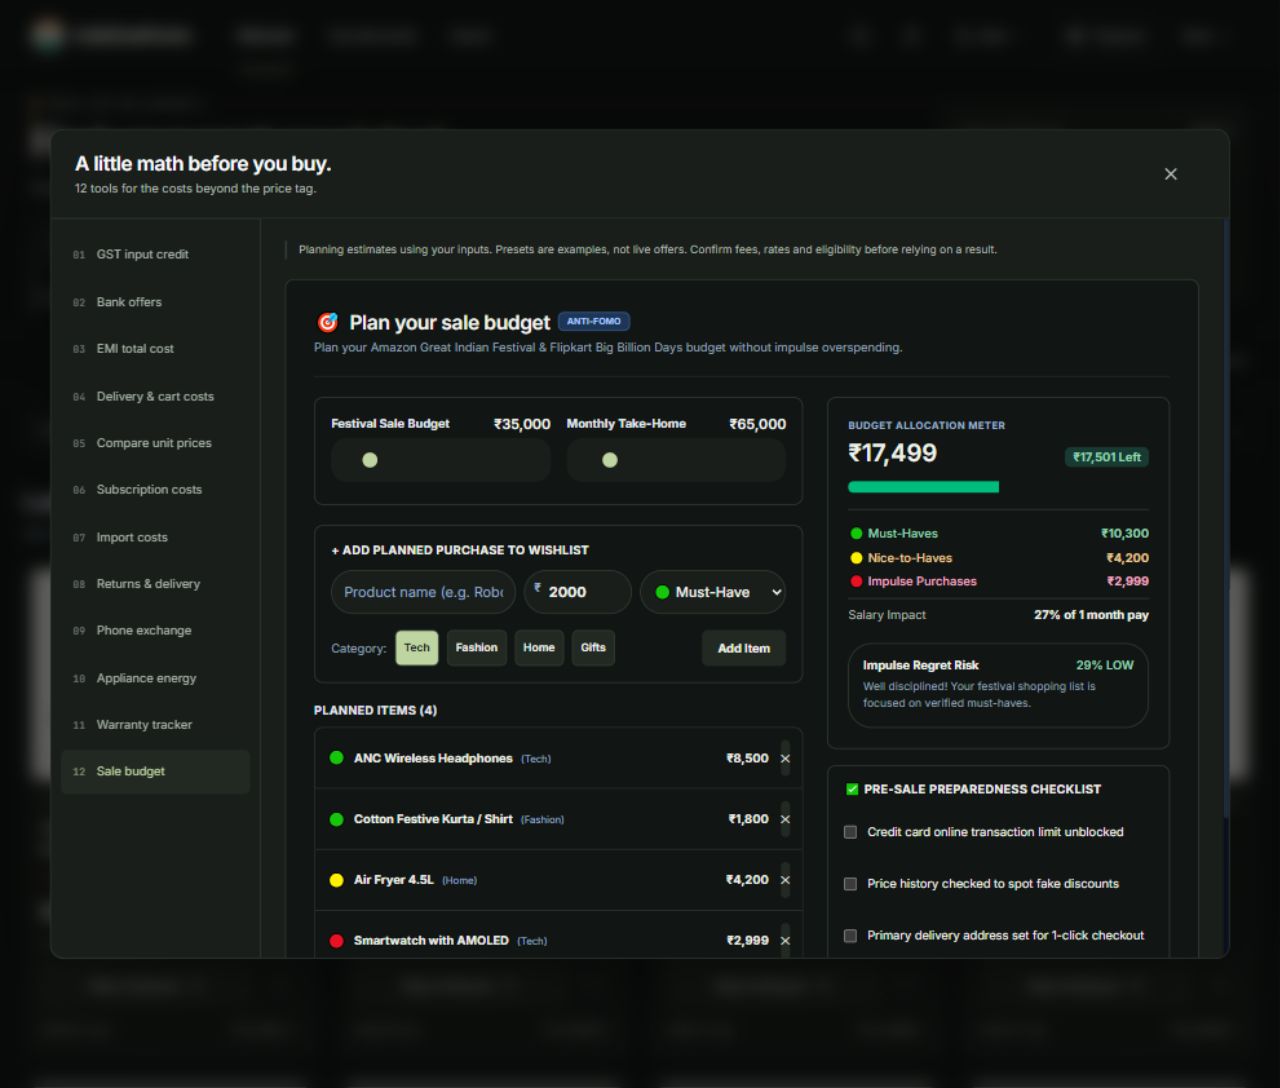 A little math before you buy.
12 tools for the costs beyond the price tag.
01 GST input credit
02 Bank offers
03 EMI total cost
04 Delivery & cart costs
05 Compare unit prices
06 Subscription costs
07 Import costs
08 Returns & delivery
09 Phone exchange
10 Appliance energy
11 Warranty tracker
12 Sale budget
Planning estimates using your inputs. Presets are examples, not live offers. Confirm fees, rates and eligibility before relying on a result.
Plan your sale budget ANTI-FOMO
Plan your Amazon Great Indian Festival & Flipkart Big Billion Days budget without impulse overspending.
Festival Sale Budget ₹35,000 Monthly Take-Home ₹65,000
+ ADD PLANNED PURCHASE TO WISHLIST
Product name (e.g. Robo ₹ 2000 Must-Have
Category: Tech Fashion Home Gifts Add Item
PLANNED ITEMS (4)
ANC Wireless Headphones (Tech) ₹8,500 ×
Cotton Festive Kurta / Shirt (Fashion) ₹1,800 ×
Air Fryer 4.5L (Home) ₹4,200 ×
Smartwatch with AMOLED (Tech) ₹2,999 ×
BUDGET ALLOCATION METER
₹17,499 ₹17,501 Left
Must-Haves ₹10,300
Nice-to-Haves ₹4,200
Impulse Purchases ₹2,999
Salary Impact 27% of 1 month pay
Impulse Regret Risk 29% LOW
Well disciplined! Your festival shopping list is
focused on verified must-haves.
PRE-SALE PREPAREDNESS CHECKLIST
Credit card online transaction limit unblocked
Price history checked to spot fake discounts
Primary delivery address set for 1-click checkout